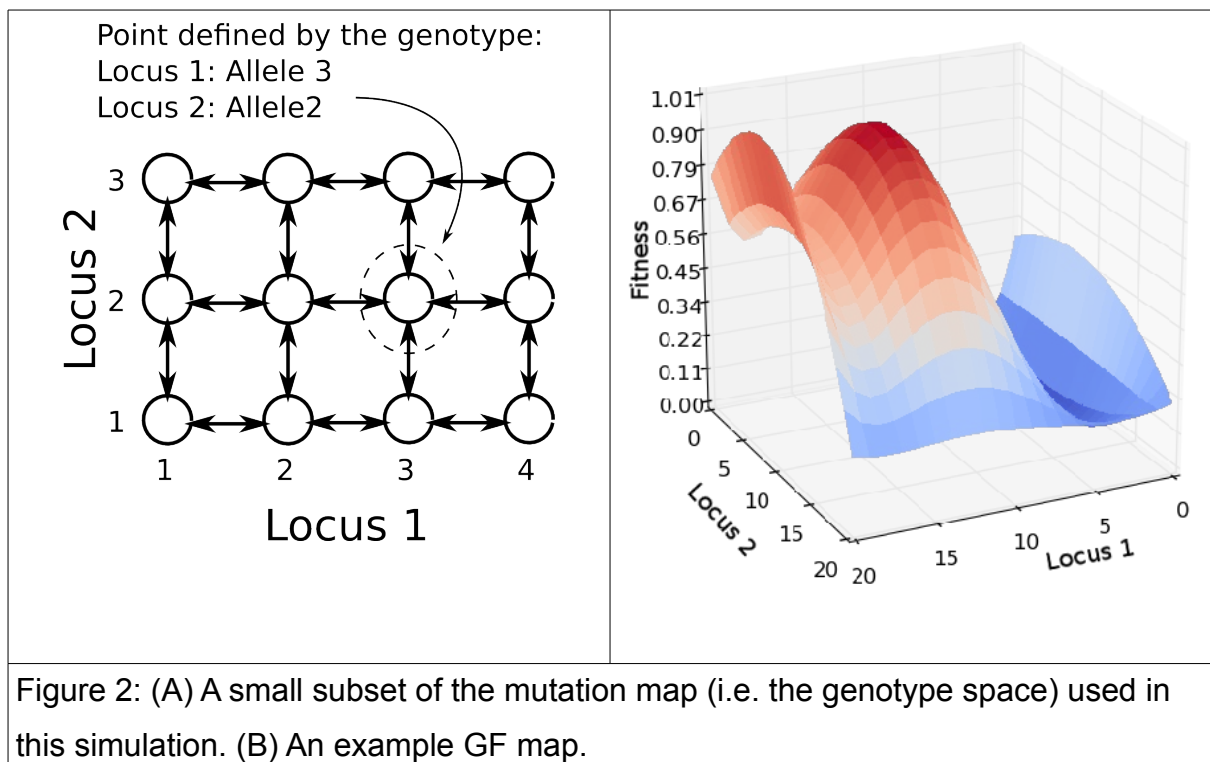 Point defined by the genotype:
Locus 1: Allele 3
Locus 2: Allele2
3
2
1
Locus 2
1 2 3 4
Locus 1
1.01
0.90
0.79
0.67
0.56
0.45
0.34
0.22
0.11
0.00
Fitness
0
5
10
15
20
Locus 2
20
15
10
5
0
Locus 1
Figure 2: (A) A small subset of the mutation map (i.e. the genotype space) used in
this simulation. (B) An example GF map.